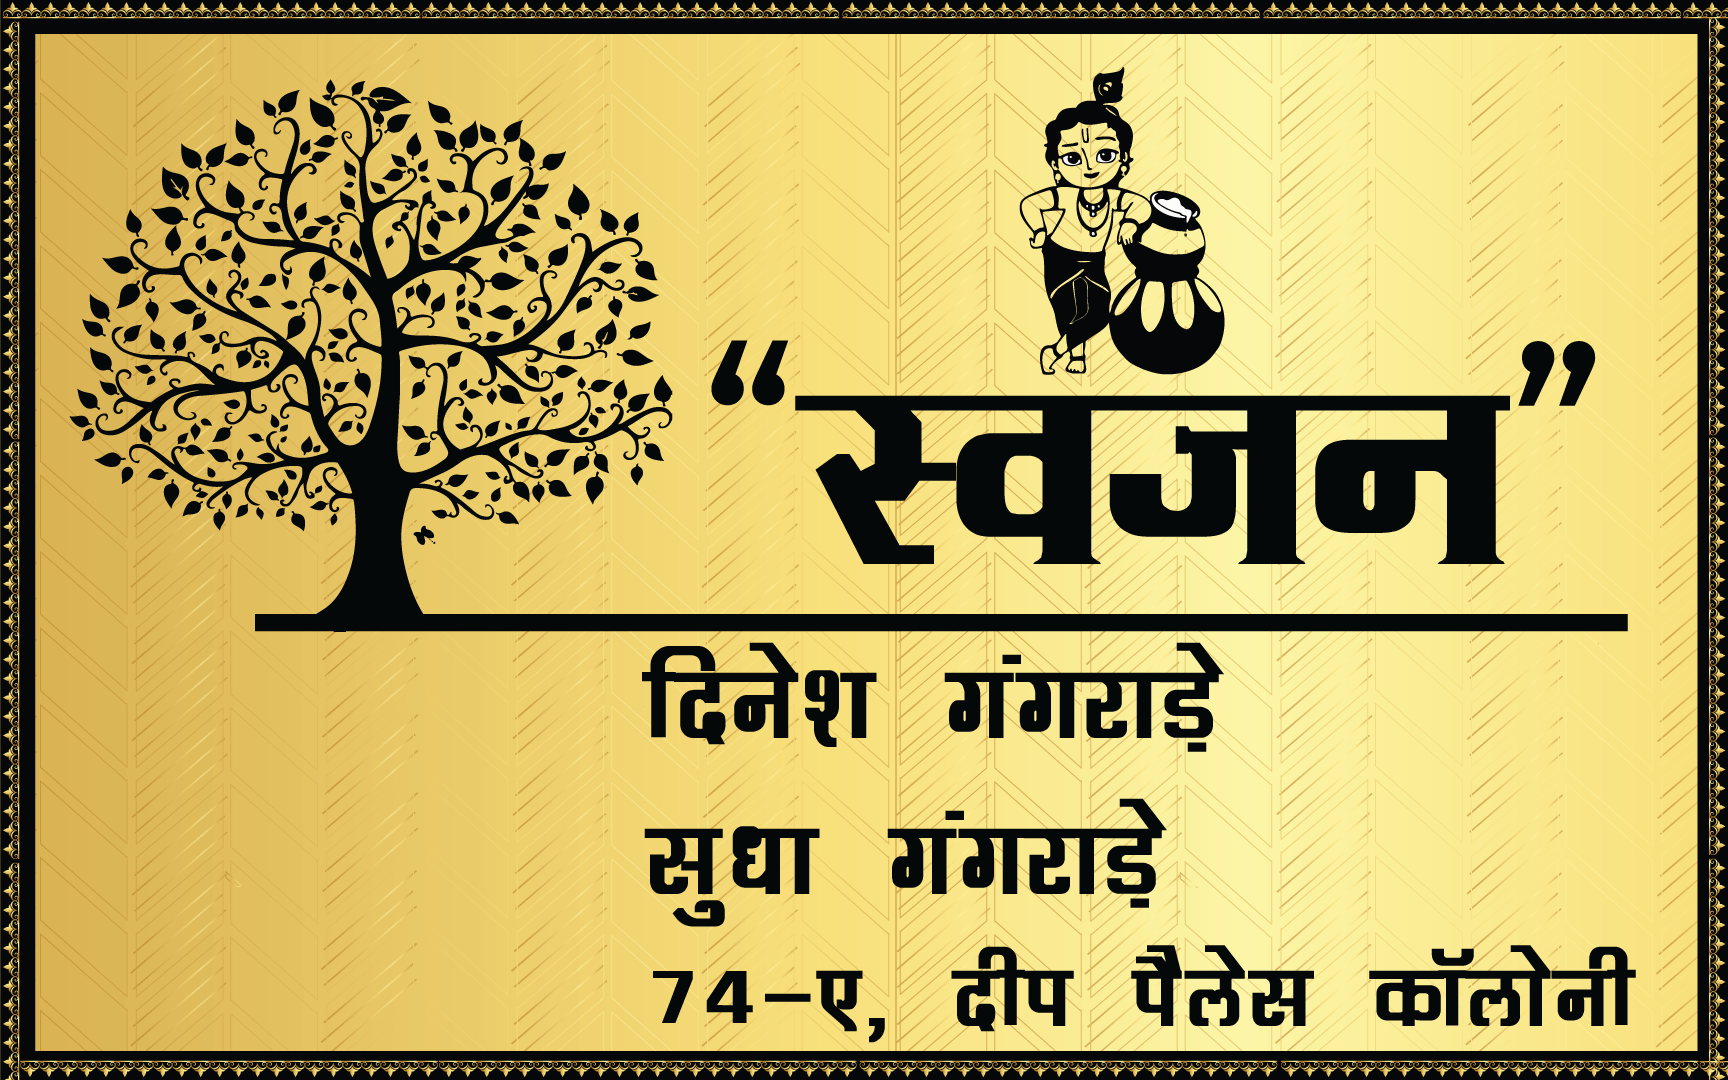 “स्वजन”
दिनेश गंगराड़े
सुधा गंगराड़े
74-ए, दीप पैलेस कॉलोनी